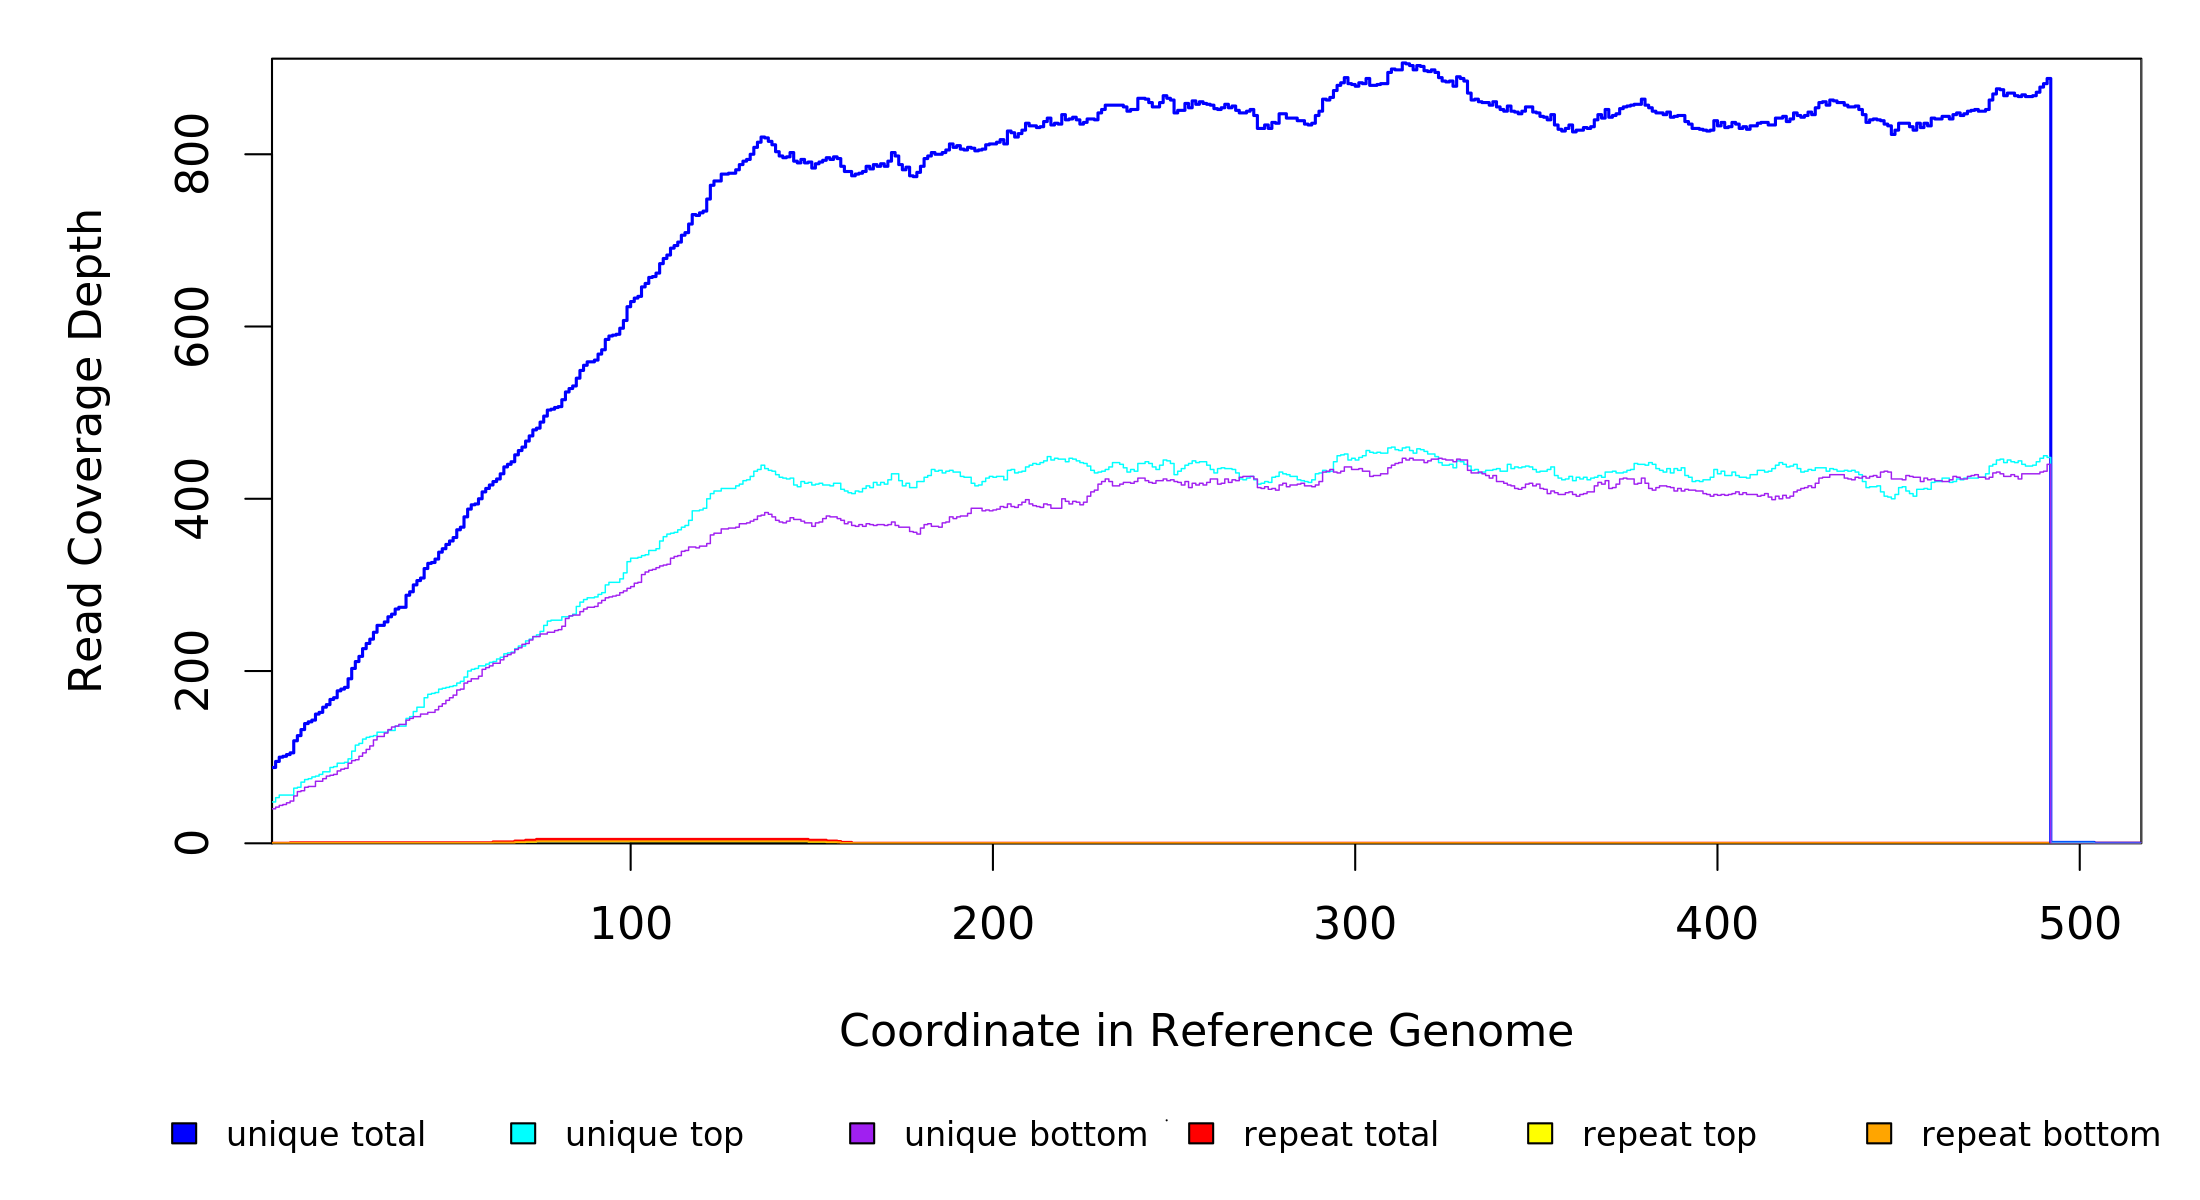 Read Coverage Depth
800
600
400
200
0
100 200 300 400 500
Coordinate in Reference Genome
unique total unique top unique bottom repeat total repeat top repeat bottom